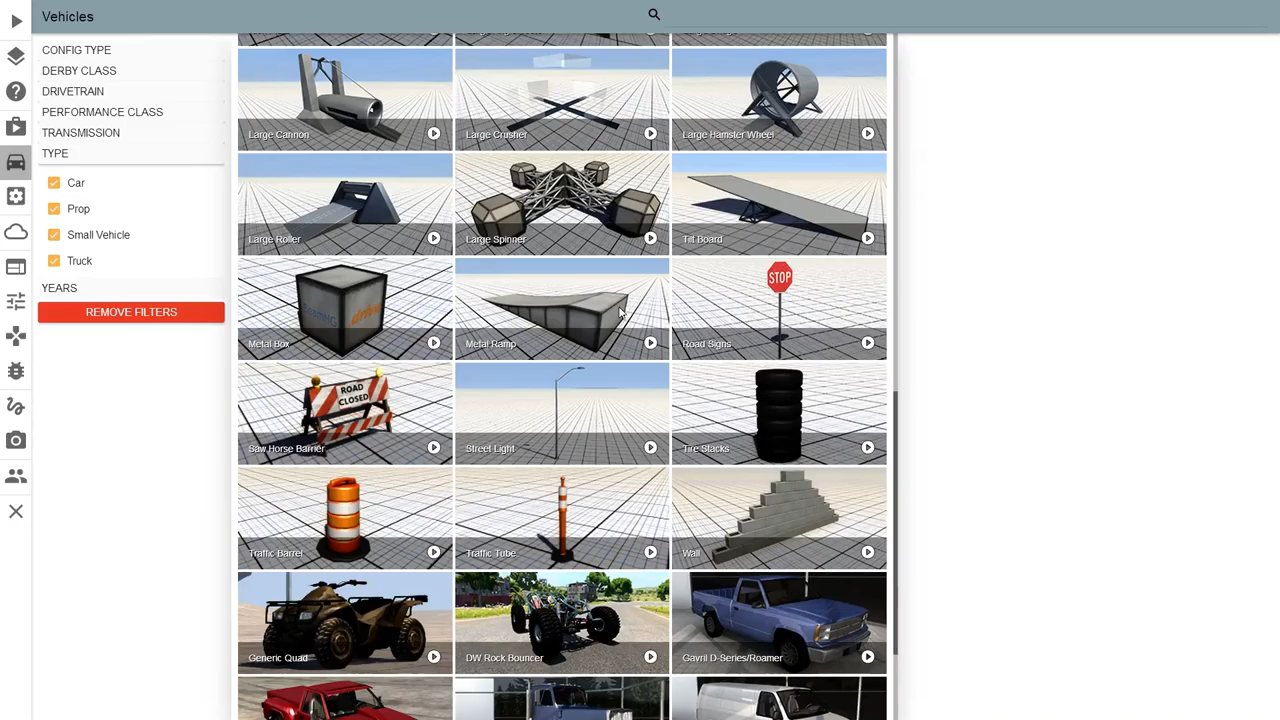 Vehicles
CONFIG TYPE
DERBY CLASS
DRIVETRAIN
PERFORMANCE CLASS
TRANSMISSION
TYPE
Car
Prop
Small Vehicle
Truck
YEARS
REMOVE FILTERS
Large Cannon
Large Crusher
Large Hamster Wheel
Large Roller
Large Spinner
Tilt Board
drive
Metal Box
Metal Ramp
STOP
Road Signs
ROAD
CLOSED
Saw Horse Barrier
Street Light
Tire Stacks
Traffic Barrel
Traffic Tube
Wall
Generic Quad
DW Rock Bouncer
Gavril D-Series/Roamer